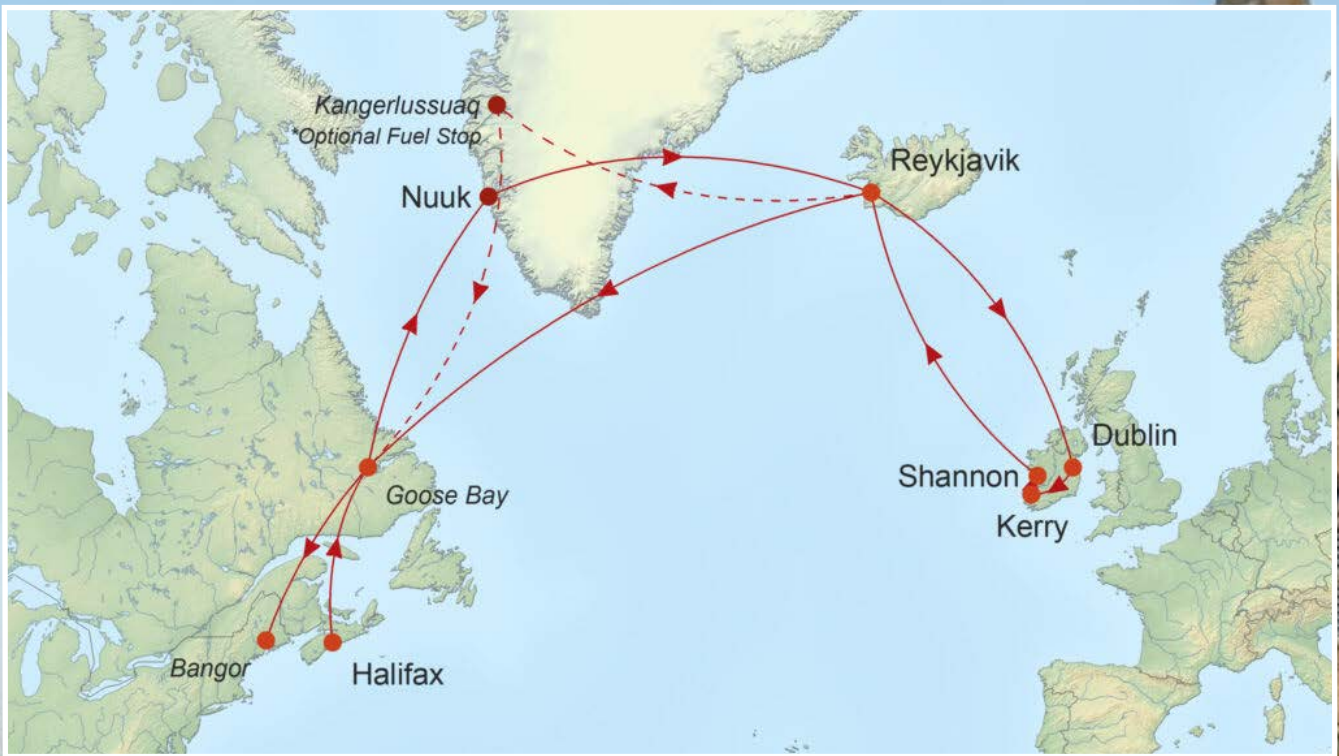 Kangerlussuaq
*Optional Fuel Stop
Reykjavik
Nuuk
Dublin
Shannon
Goose Bay
Kerry
Bangor
Halifax